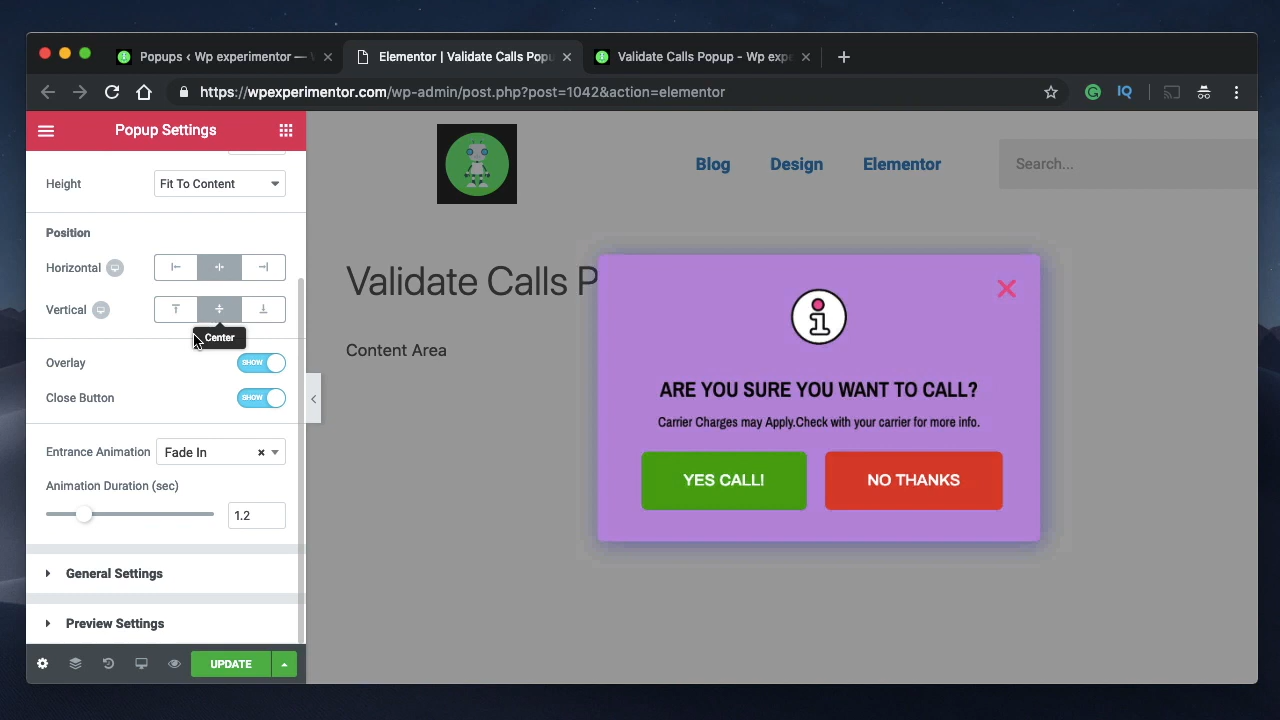 Popups ‹ Wp experimentor —
Elementor | Validate Calls Popu
Validate Calls Popup - Wp expe
https://wpexperimentor.com/wp-admin/post.php?post=1042&action=elementor
IQ
Popup Settings
Height
Fit To Content
Position
Horizontal
Vertical
Center
Overlay
SHOW
Close Button
SHOW
Entrance Animation
Fade In
Animation Duration (sec)
1.2
General Settings
Preview Settings
UPDATE
Blog
Design
Elementor
Search...
Validate Calls P
Content Area
ARE YOU SURE YOU WANT TO CALL?
Carrier Charges may Apply.Check with your carrier for more info.
YES CALL!
NO THANKS